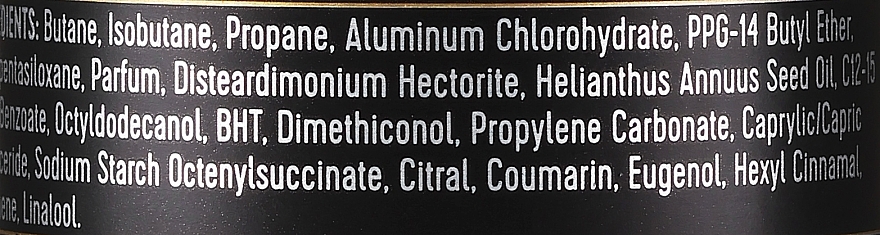 DIENTS: Butane, Isobutane, Propane, Aluminum Chlorohydrate, PPG-14 Butyl Ether,
entasiloxane, Parfum, Disteardimonium Hectorite, Helianthus Annuus Seed Oil, C12-15
Benzoate, Octyldodecanol, BHT, Dimethiconol, Propylene Carbonate, Caprylic/Capric
ceride, Sodium Starch Octenylsuccinate, Citral, Coumarin, Eugenol, Hexyl Cinnamal,
ene, Linalool.